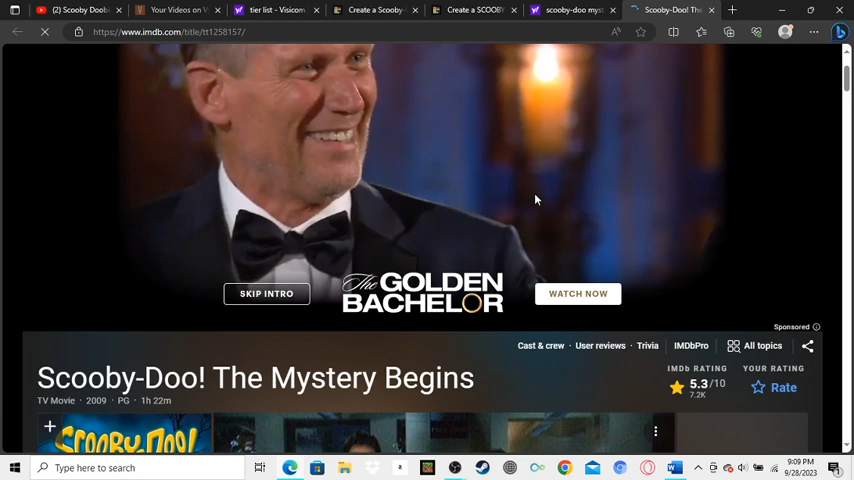 (2) Scooby Doobi
Your Videos on V
tier list - Visicom
Create a Scooby-
Create a SCOOBY
scooby-doo myst
Scooby-Doo! The
https://www.imdb.com/title/tt1258157/
SKIP INTRO
The GOLDEN BACHELOR
WATCH NOW
Sponsored
Cast & crew · User reviews · Trivia IMDbPro All topics
Scooby-Doo! The Mystery Begins
IMDb RATING YOUR RATING
5.3/10 Rate
7.2K
TV Movie · 2009 · PG · 1h 22m
SCOOBY-DOO!
Type here to search
9:09 PM
9/28/2023